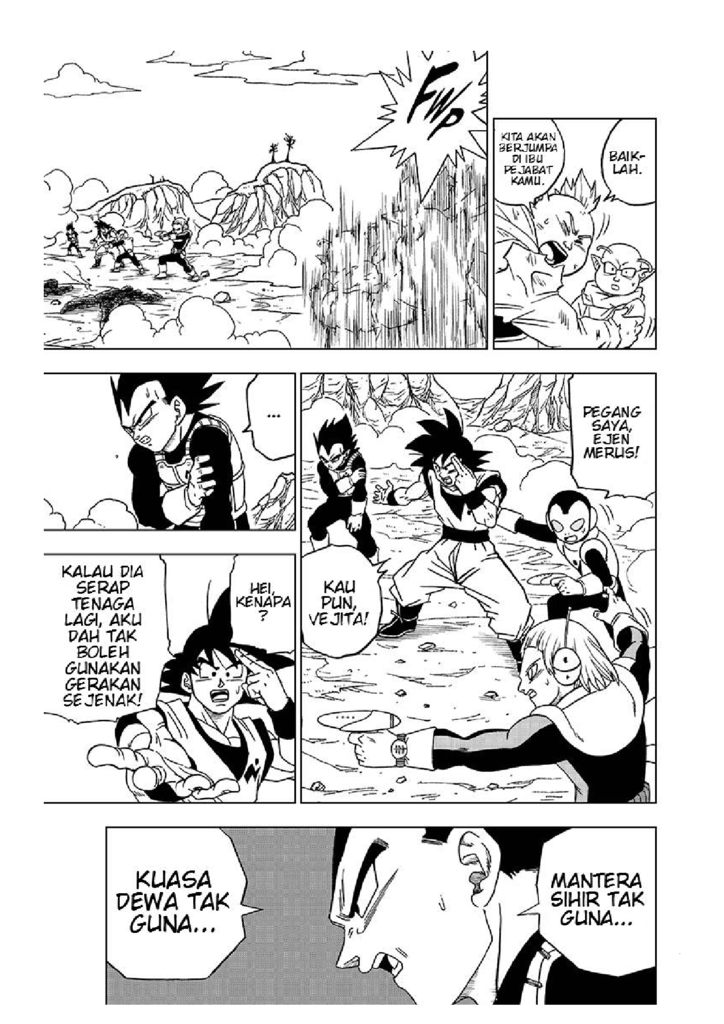 BAIK-
LAH.
KITA AKAN
BERJUMPA
DI IBU
PEJABAT
KAMU.
FWP
PEGANG
SAYA,
EJEN
MERUS!
KAU
PUN,
VEJITA!
...
HEI,
KENAPA
?
KALAU DIA
SERAP
TENAGA
LAGI, AKU
DAH TAK
BOLEH
GUNAKAN
GERAKAN
SEJENAK!
MANTERA
SIHIR TAK
GUNA...
KUASA
DEWA TAK
GUNA...